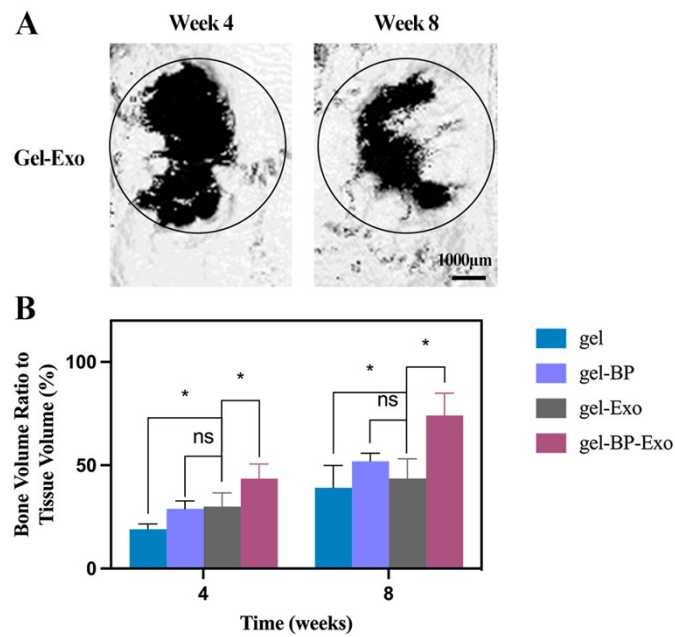 A
Week 4
Week 8
Gel-Exo
1000µm
B
Bone Volume Ratio to
Tissue Volume (%)
100
50
0
*
*
ns
*
*
ns
4
8
Time (weeks)
gel
gel-BP
gel-Exo
gel-BP-Exo